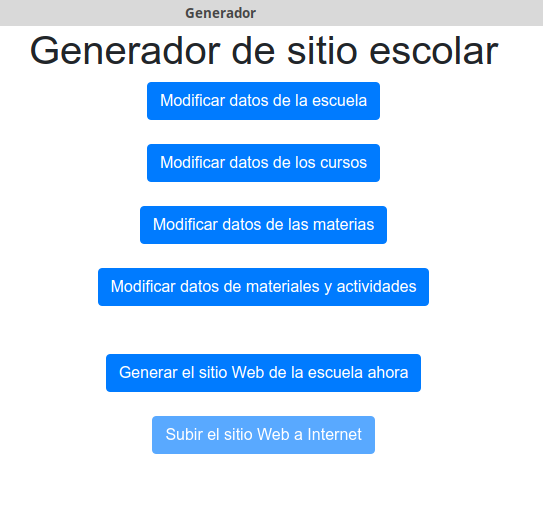 Generador
Generador de sitio escolar
Modificar datos de la escuela
Modificar datos de los cursos
Modificar datos de las materias
Modificar datos de materiales y actividades
Generar el sitio Web de la escuela ahora
Subir el sitio Web a Internet